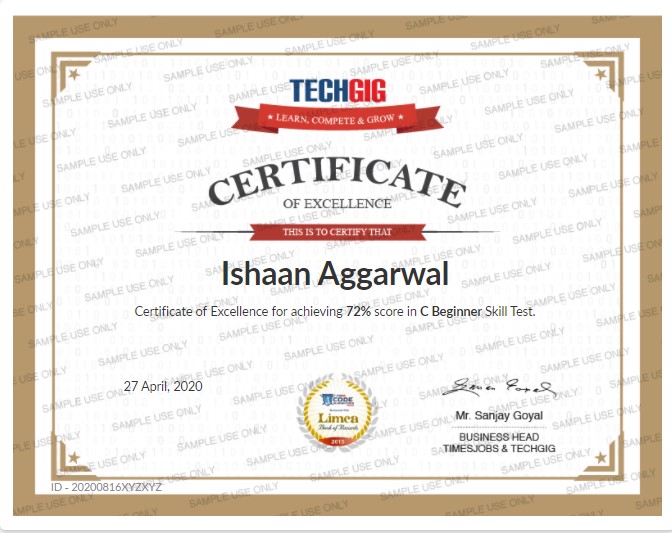 TECHGIG
LEARN, COMPETE & GROW
CERTIFICATE
OF EXCELLENCE
THIS IS TO CERTIFY THAT
Ishaan Aggarwal
Certificate of Excellence for achieving 72% score in C Beginner Skill Test.
27 April, 2020
CODE
Limca
Book of Records
2015
Mr. Sanjay Goyal
BUSINESS HEAD
TIMESJOBS & TECHGIG
ID - 20200816XYZXYZ
SAMPLE USE ONLY